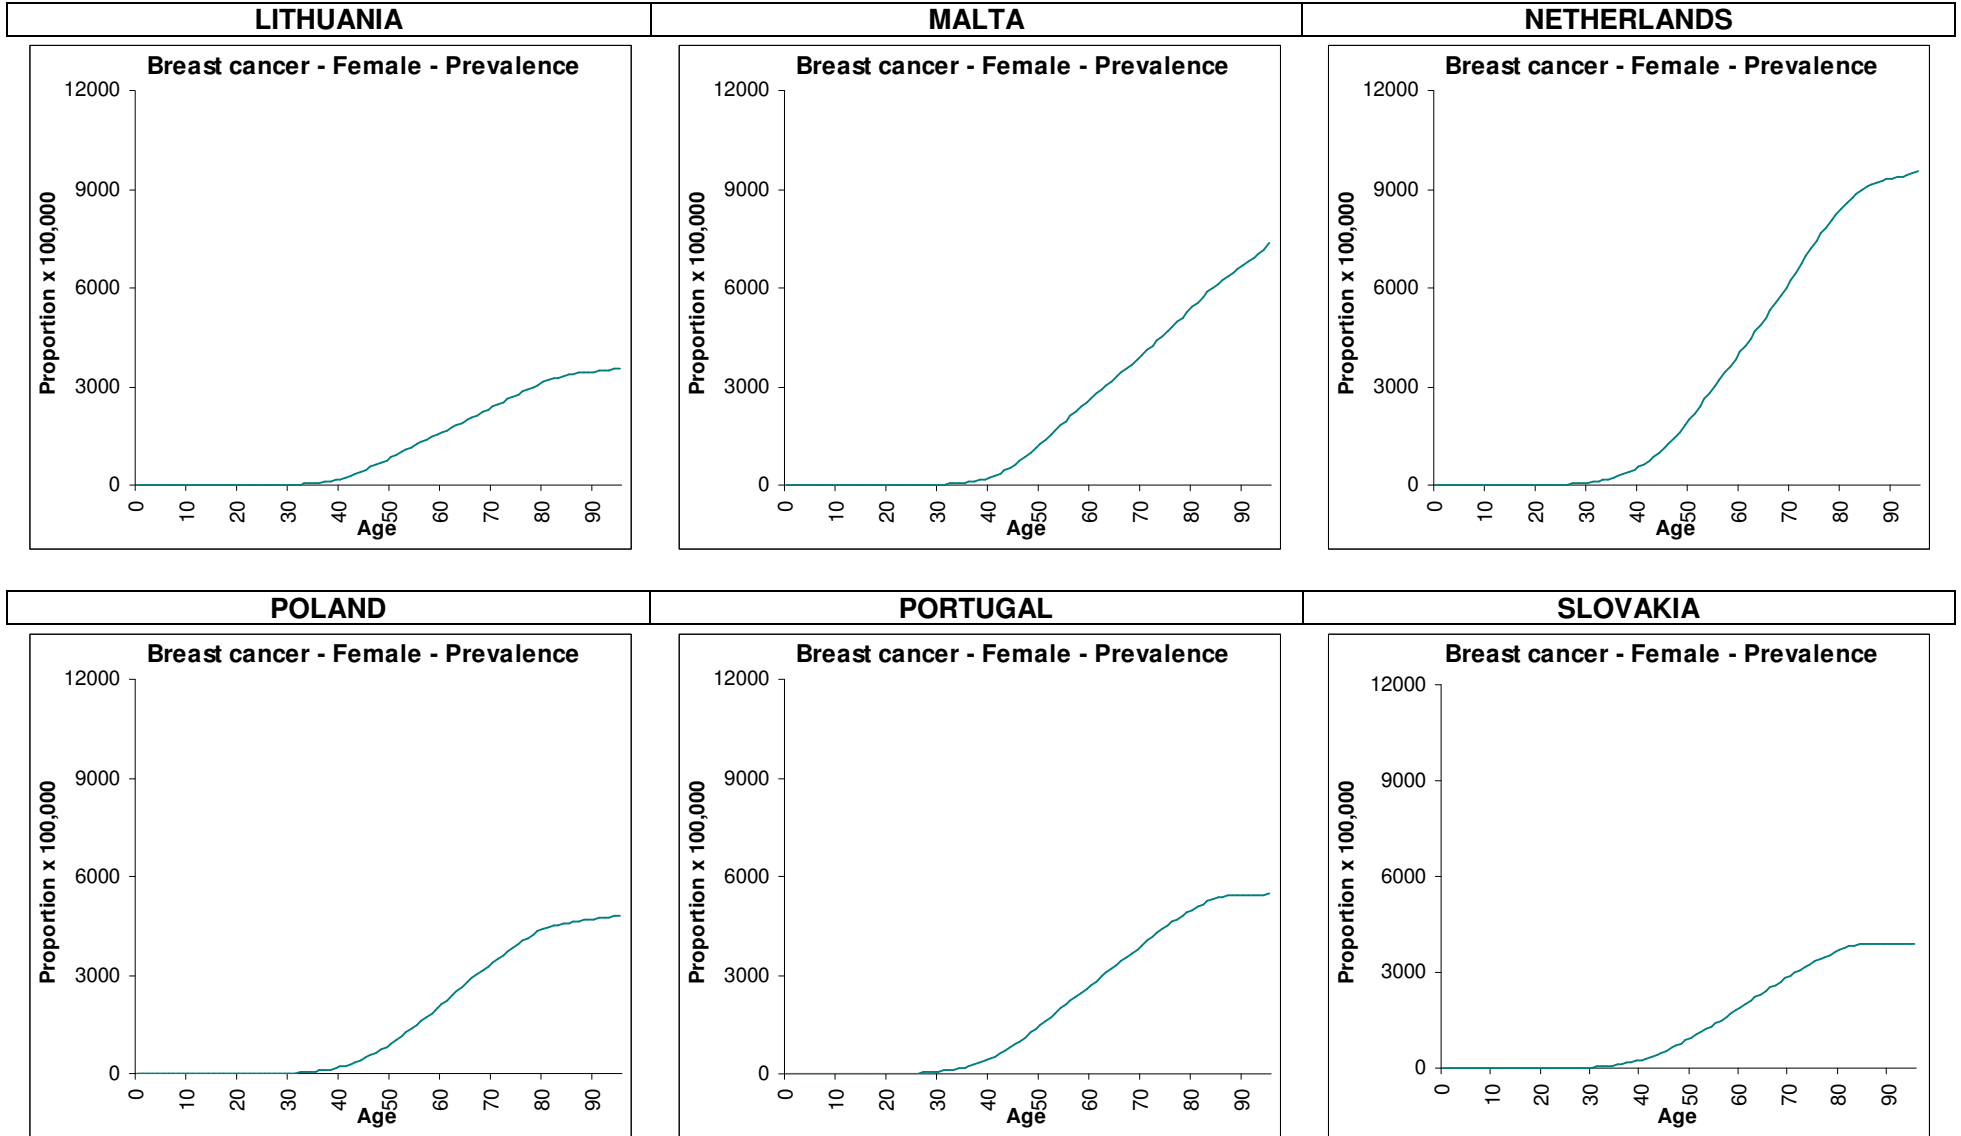 LITHUANIA MALTA NETHERLANDS
Breast cancer - Female - Prevalence
12000
9000
6000
3000
0
Proportion x 100,000
0 10 20 30 40 50 60 70 80 90
Age
Breast cancer - Female - Prevalence
12000
9000
6000
3000
0
Proportion x 100,000
0 10 20 30 40 50 60 70 80 90
Age
Breast cancer - Female - Prevalence
12000
9000
6000
3000
0
Proportion x 100,000
0 10 20 30 40 50 60 70 80 90
Age
POLAND PORTUGAL SLOVAKIA
Breast cancer - Female - Prevalence
12000
9000
6000
3000
0
Proportion x 100,000
0 10 20 30 40 50 60 70 80 90
Age
Breast cancer - Female - Prevalence
12000
9000
6000
3000
0
Proportion x 100,000
0 10 20 30 40 50 60 70 80 90
Age
Breast cancer - Female - Prevalence
12000
9000
6000
3000
0
Proportion x 100,000
0 10 20 30 40 50 60 70 80 90
Age